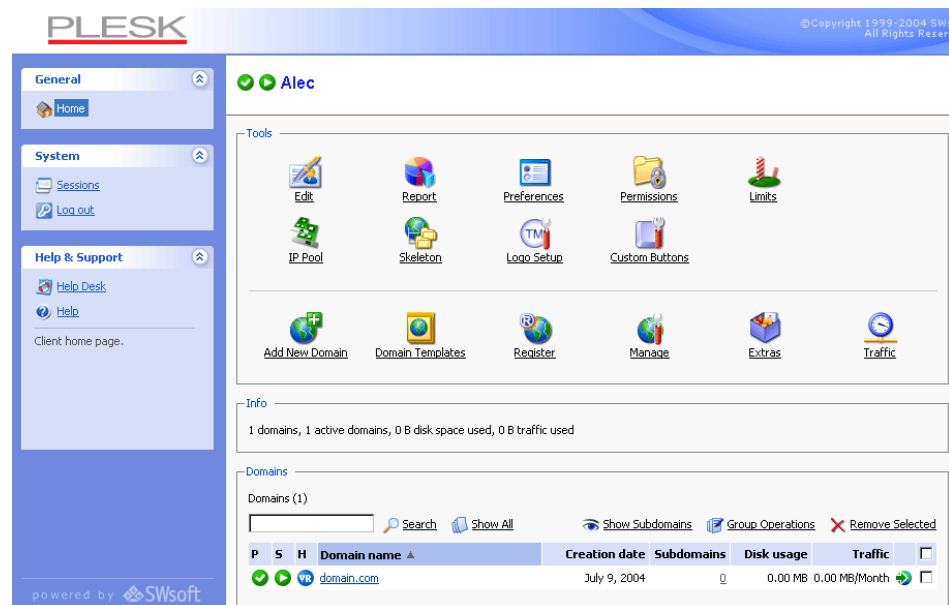 PLESK
©Copyright 1999-2004 SWs
All Rights Reser
General
Home
System
Sessions
Log out
Help & Support
Help Desk
Help
Client home page.
powered by SWsoft
Alec
Tools
Edit Report Preferences Permissions Limits
TM
IP Pool Skeleton Logo Setup Custom Buttons
R
Add New Domain Domain Templates Register Manage Extras Traffic
Info
1 domains, 1 active domains, 0 B disk space used, 0 B traffic used
Domains
Domains (1)
Search Show All Show Subdomains Group Operations Remove Selected
P S H Domain name Creation date Subdomains Disk usage Traffic
VR domain.com July 9, 2004 0 0.00 MB 0.00 MB/Month